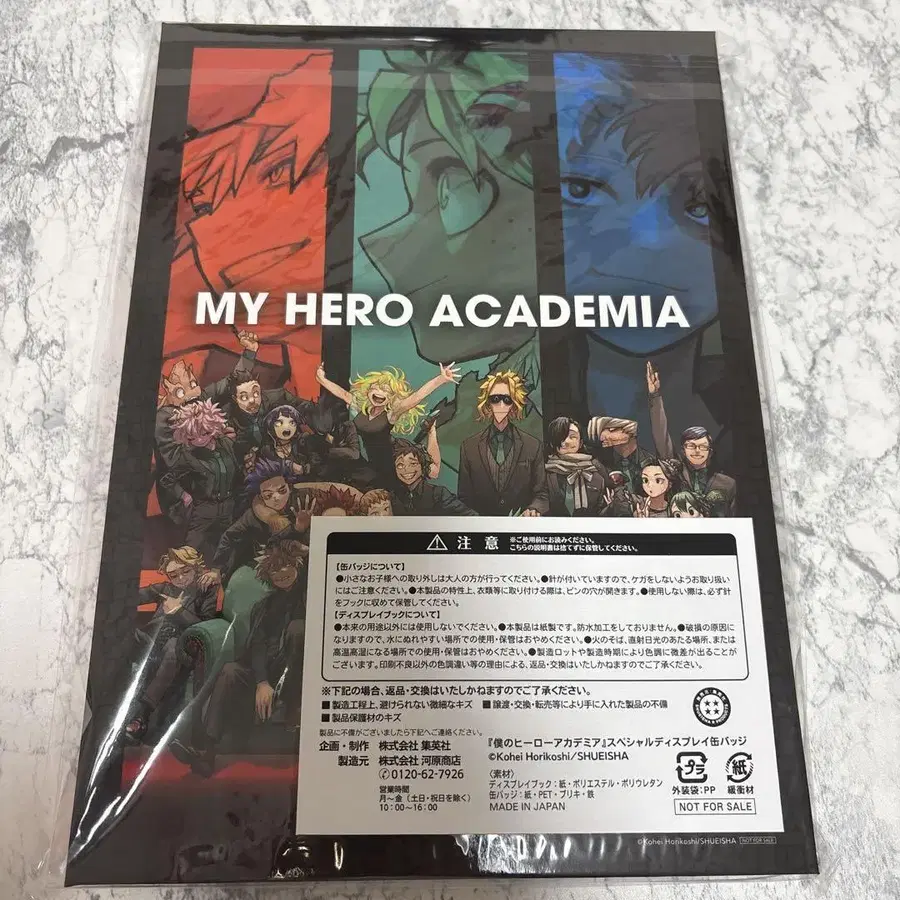 MY HERO ACADEMIA
注意
※ご使用前にお読みください。
こちらの説明書は捨てずに保管してください。
【缶バッジについて】
●小さなお子様への取り外しは大人の方が行ってください。●針が付いていますので、ケガをしないようお取り扱い
にはご注意ください。●本製品の特性上、衣類等に取り付ける際は、ピンの穴が開きます。●使用しない際は、必ず針
をフックに収めて保管してください。
【ディスプレイブックについて】
●本来の用途以外には使用しないでください。●本製品は紙製です。防水加工をしておりません。●破損の原因に
なりますので、水にぬれやすい場所での使用・保管はおやめください。●火のそば、直射日光のあたる場所、または
高温高湿になる場所での使用・保管はおやめください。●製造ロットや製造時期により色調に微差が出ることが
ございます。印刷不良以外の色調違い等の理由による、返品・交換はいたしかねますのでご了承ください。
※下記の場合、返品・交換はいたしかねますのでご了承ください。
■製造工程上、避けられない微細なキズ ■譲渡・交換・転売等により手に入れた製品の不備
■製品保護材のキズ
製品に不備がございましたら下記へご連絡ください。
企画・制作 株式会社 集英社
製造元 株式会社 河原商店
0120-62-7926
営業時間
月〜金（土日・祝日を除く）
10：00〜16：00
『僕のヒーローアカデミア』スペシャルディスプレイ缶バッジ
©Kohei Horikoshi/SHUEISHA
〈素材〉
ディスプレイブック：紙・ポリエステル・ポリウレタン
缶バッジ：紙・PET・ブリキ・鉄
MADE IN JAPAN
プラ
外装袋：PP
紙
緩衝材
NOT FOR SALE
©Kohei Horikoshi/SHUEISHA NOT FOR SALE